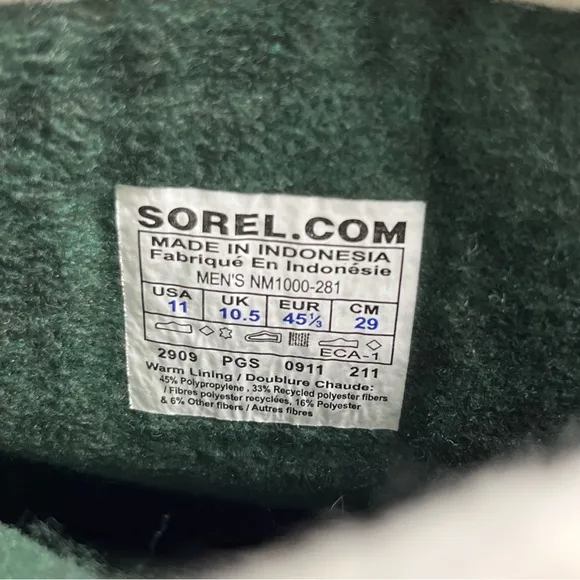 SOREL.COM
MADE IN INDONESIA
Fabriqué En Indonésie
MEN'S NM1000-281
USA UK EUR CM
11 10.5 45⅓ 29
ECA-1
2909 PGS 0911 211
Warm Lining / Doublure Chaude:
45% Polypropylene , 33% Recycled polyester fibers
/ Fibres polyester recyclées, 16% Polyester
& 6% Other fibers / Autres fibres